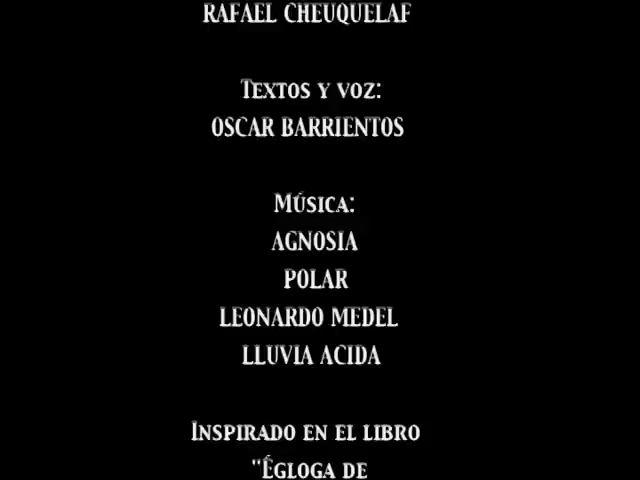 RAFAEL CHEUQUELAF
TEXTOS Y VOZ:
OSCAR BARRIENTOS
MÚSICA:
AGNOSIA
POLAR
LEONARDO MEDEL
LLUVIA ACIDA
INSPIRADO EN EL LIBRO
"ÉGLOGA DE